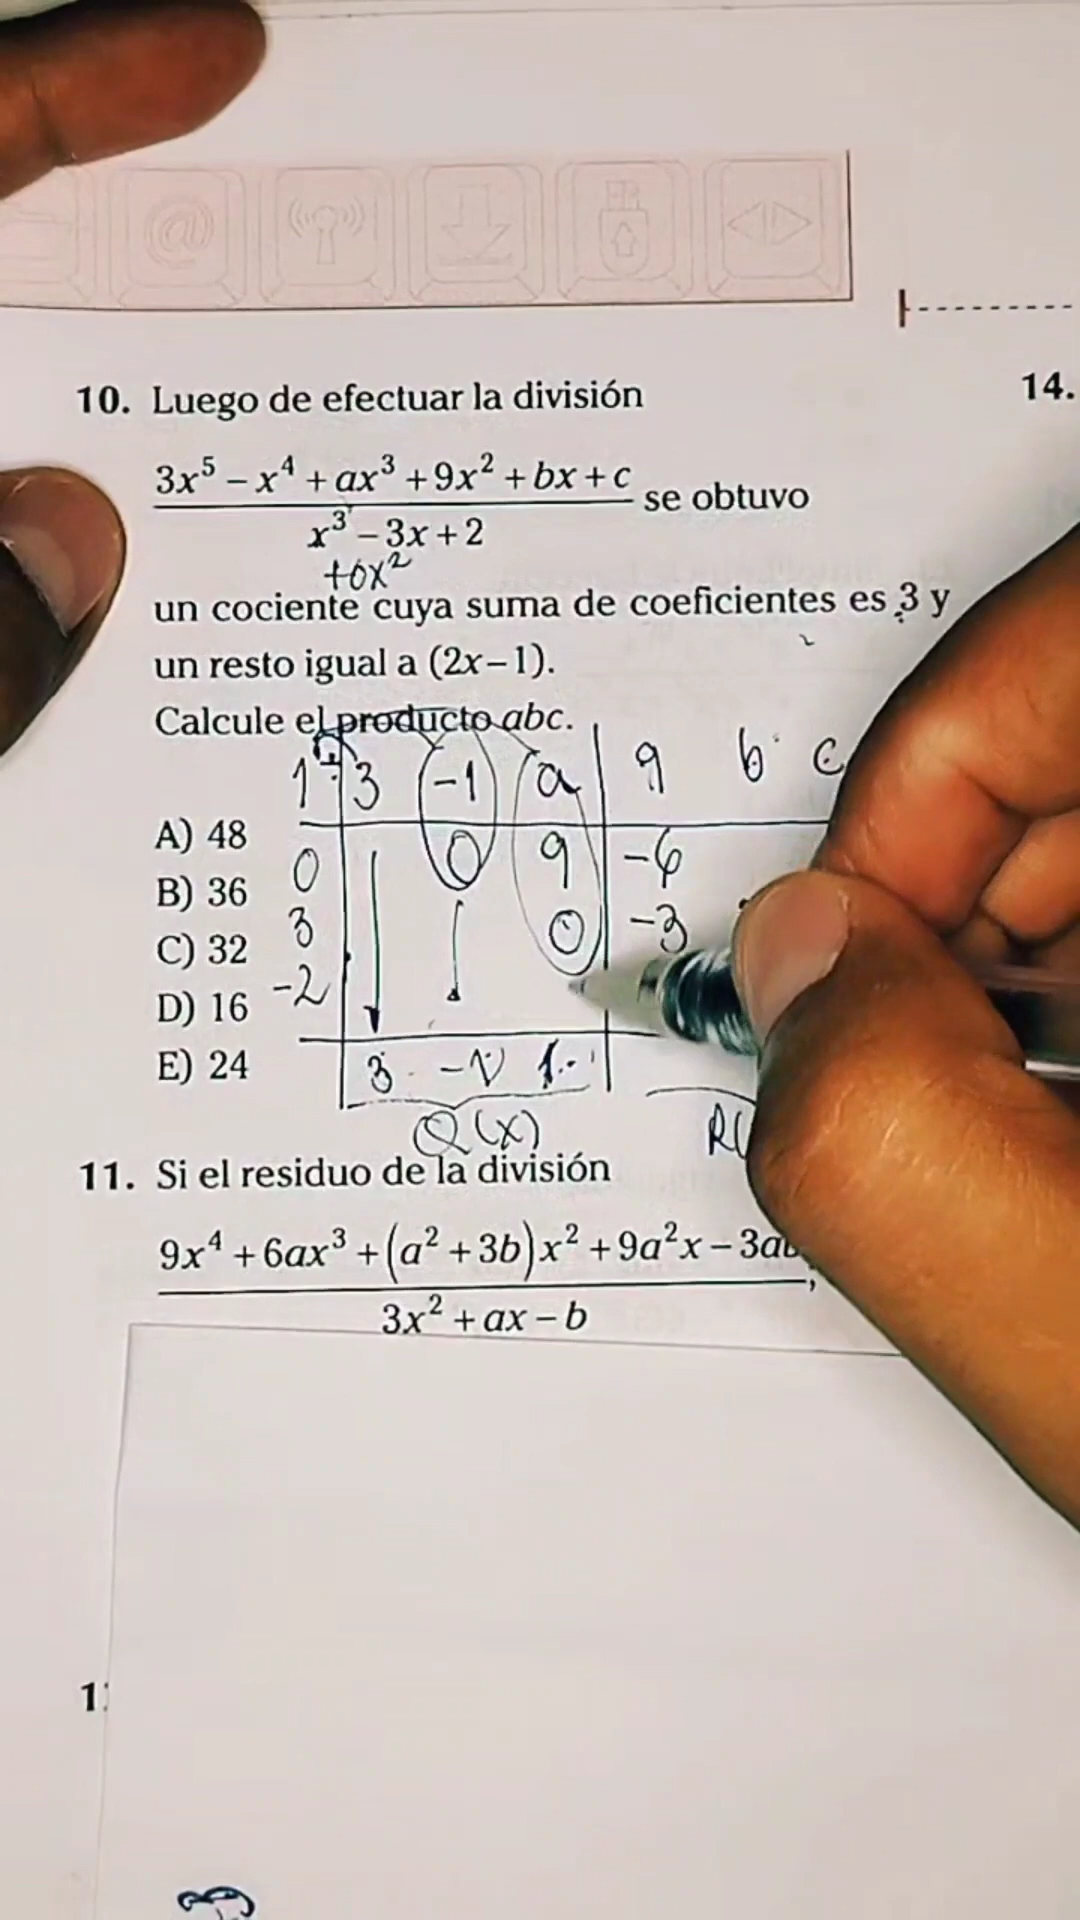 @
10. Luego de efectuar la división
14.
3x⁵ – x⁴ + ax³ + 9x² + bx + c
x³ – 3x + 2
se obtuvo
+0x²
un cociente cuya suma de coeficientes es 3 y
un resto igual a (2x – 1).
Calcule el producto abc.
1 3 -1 a 9 b c
A) 48
0 0 9 -6
B) 36
3 0 -3
C) 32
-2
D) 16
E) 24
3 -1 1
Q(x) R(
11. Si el residuo de la división
9x⁴ + 6ax³ + (a² + 3b)x² + 9a²x – 3ab
3x² + ax – b
;